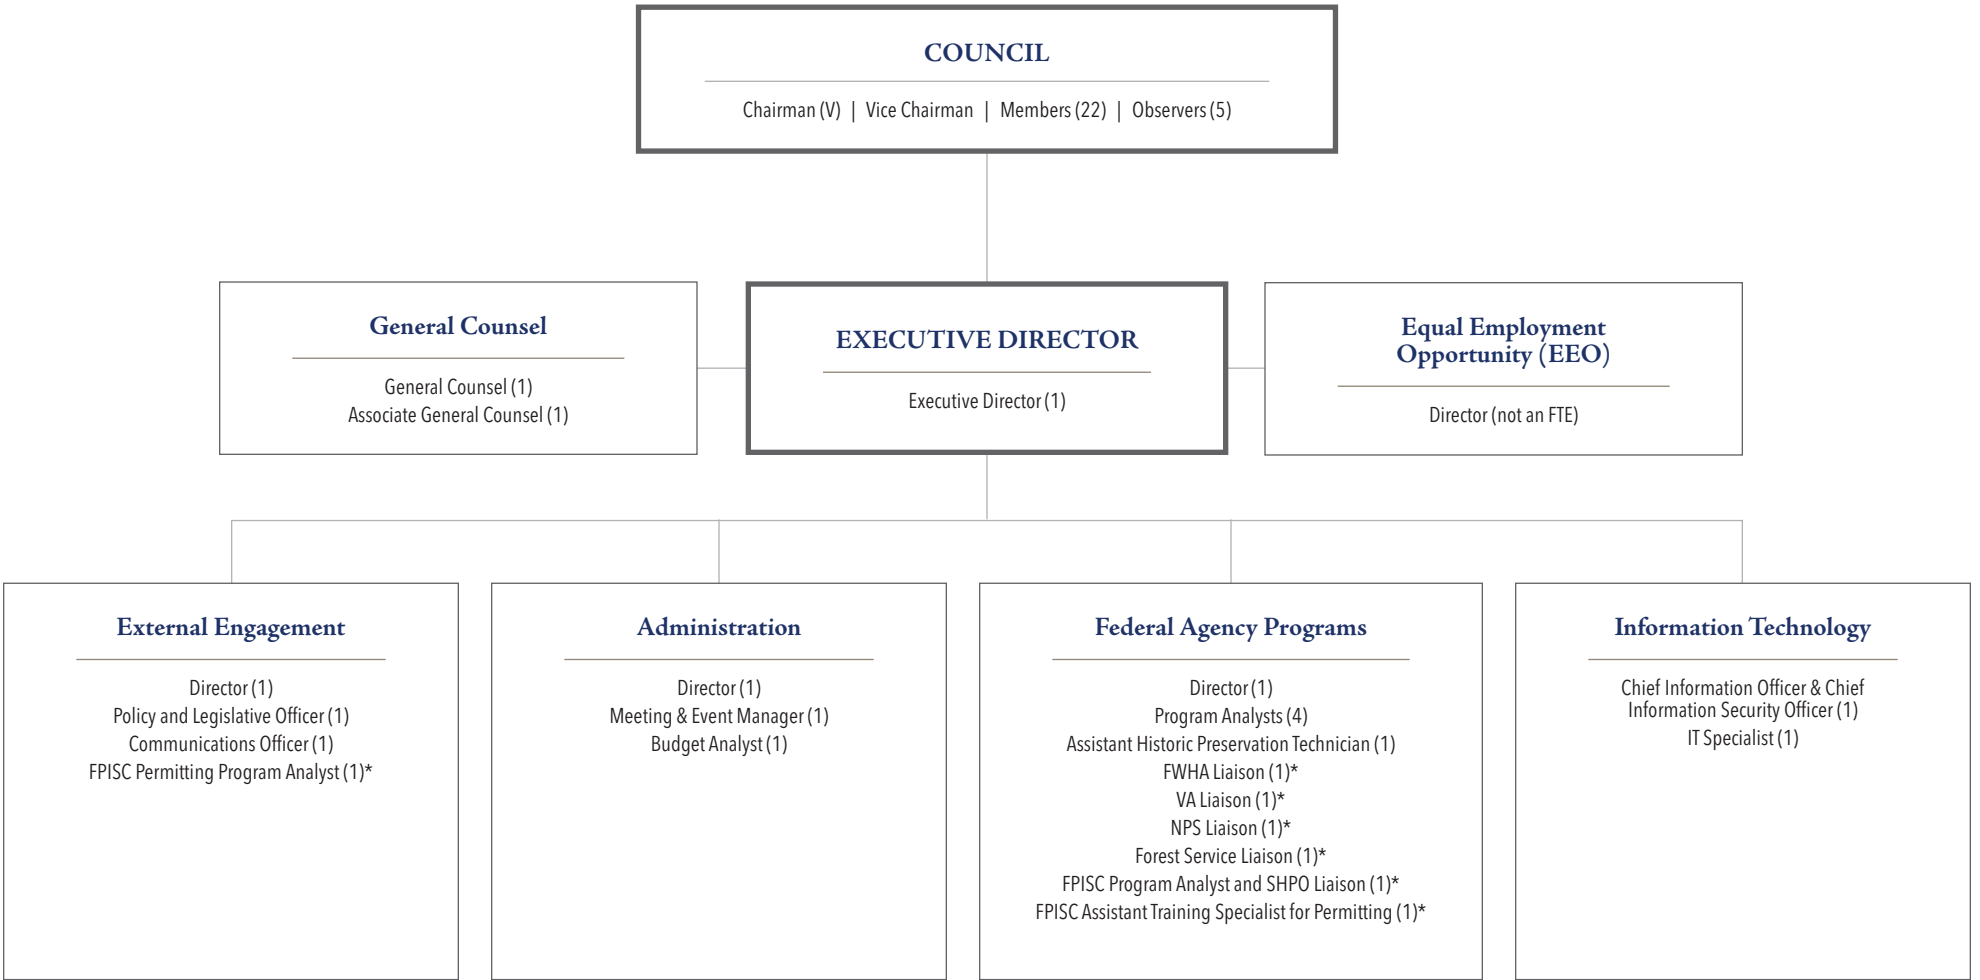 COUNCIL
Chairman (V) | Vice Chairman | Members (22) | Observers (5)
General Counsel
General Counsel (1)
Associate General Counsel (1)
EXECUTIVE DIRECTOR
Executive Director (1)
Equal Employment
Opportunity (EEO)
Director (not an FTE)
External Engagement
Director (1)
Policy and Legislative Officer (1)
Communications Officer (1)
FPISC Permitting Program Analyst (1)*
Administration
Director (1)
Meeting & Event Manager (1)
Budget Analyst (1)
Federal Agency Programs
Director (1)
Program Analysts (4)
Assistant Historic Preservation Technician (1)
FWHA Liaison (1)*
VA Liaison (1)*
NPS Liaison (1)*
Forest Service Liaison (1)*
FPISC Program Analyst and SHPO Liaison (1)*
FPISC Assistant Training Specialist for Permitting (1)*
Information Technology
Chief Information Officer & Chief
Information Security Officer (1)
IT Specialist (1)